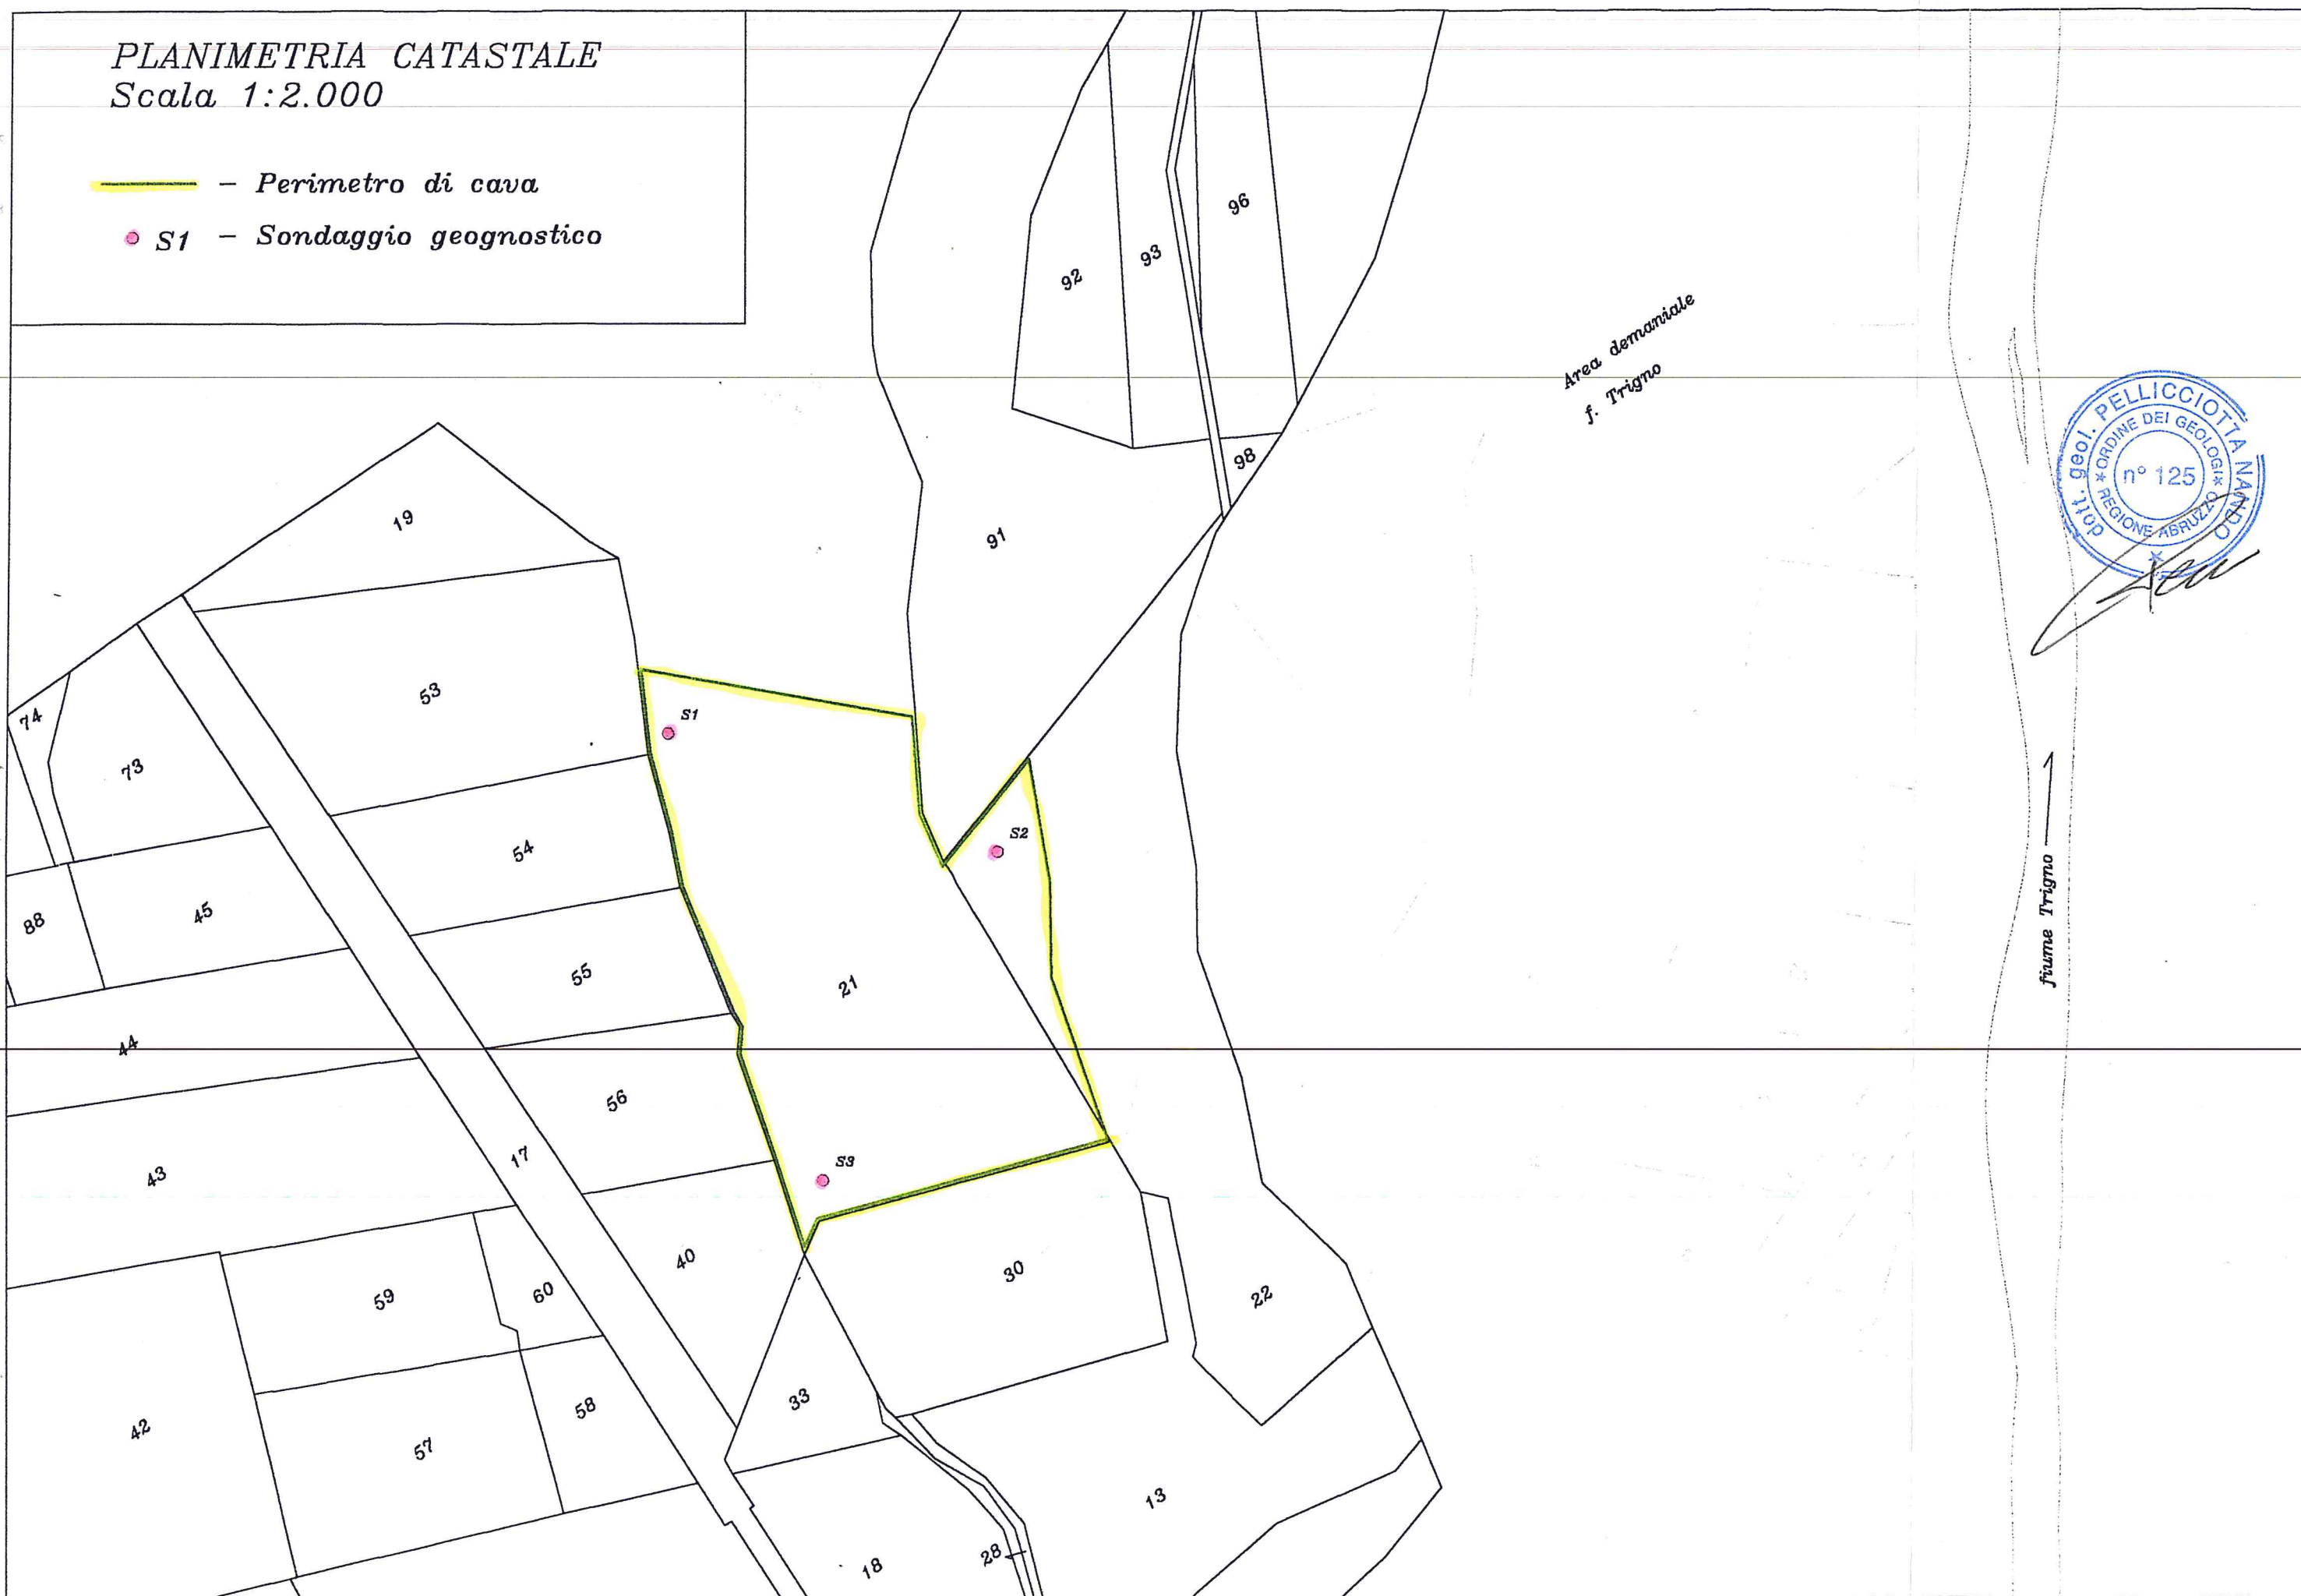 PLANIMETRIA CATASTALE
Scala 1:2.000
– Perimetro di cava
S1 – Sondaggio geognostico
96
93
92
Area demaniale
f. Trigno
dott. geol. PELLICCIOTTA NANDO
ORDINE DEI GEOLOGI
n° 125
REGIONE ABRUZZO
98
19
91
53
74
S1
73
S2
54
45
88
55
21
fiume Trigno
44
56
17
S3
43
40
30
60
59
22
33
58
42
57
13
28
18